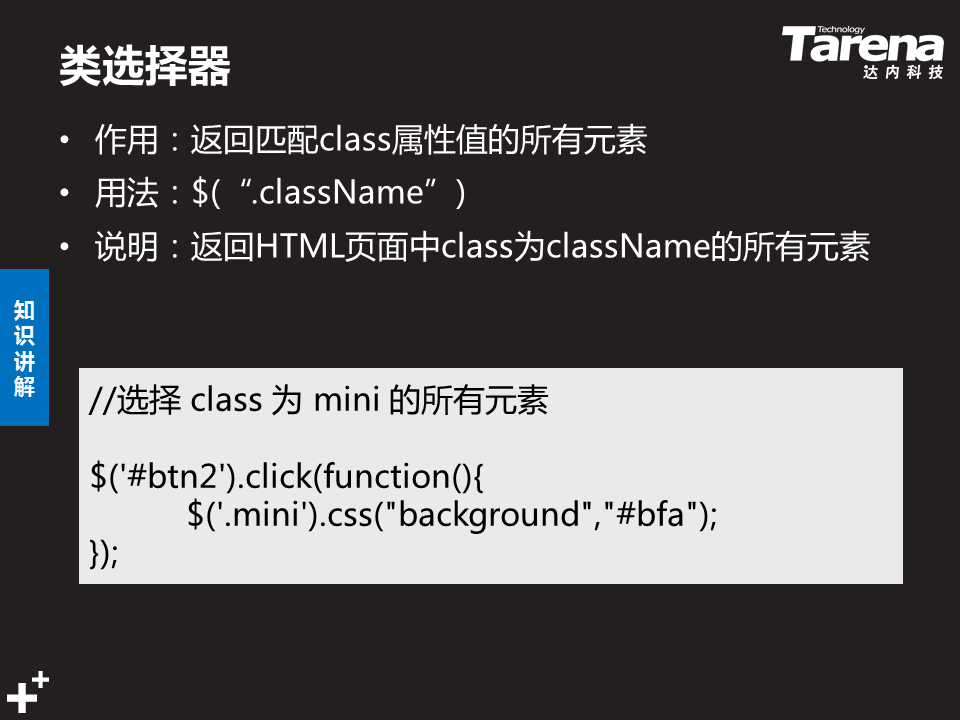 类选择器
Technology
Tarena
达内科技
• 作用：返回匹配class属性值的所有元素
• 用法：$(“.className”)
• 说明：返回HTML页面中class为className的所有元素
知
识
讲
解
//选择 class 为 mini 的所有元素
$('#btn2').click(function(){
$('.mini').css("background","#bfa");
});